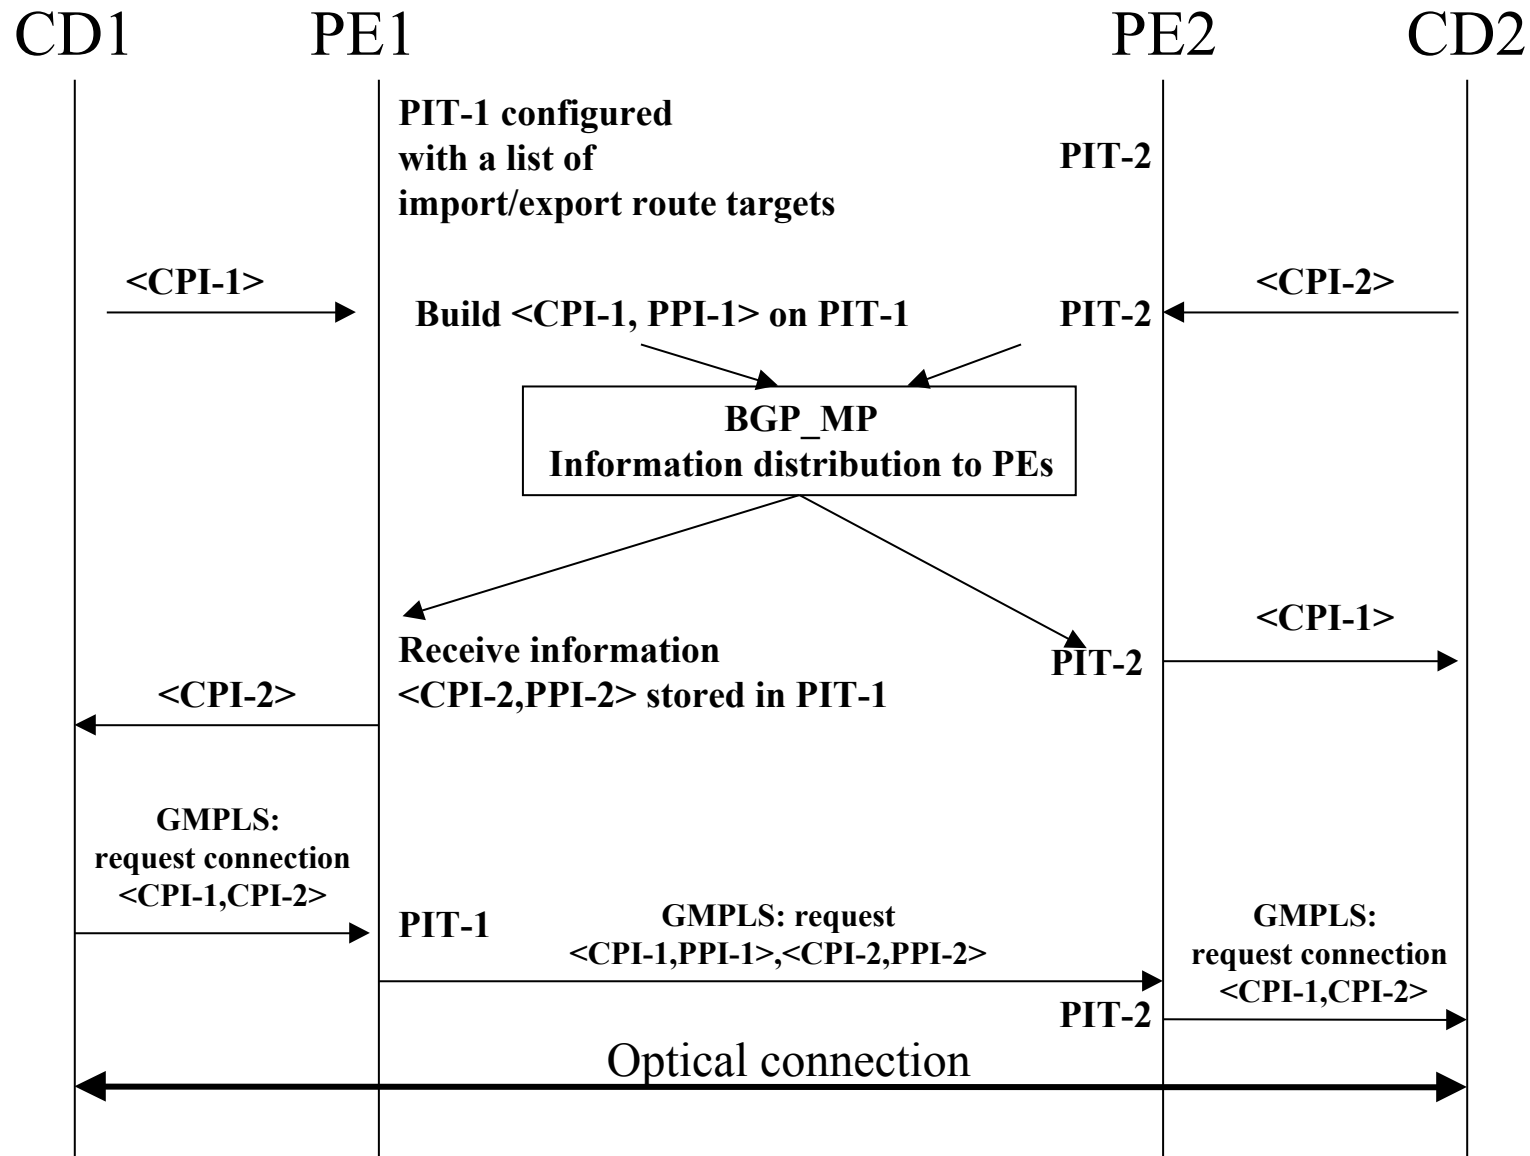 CD1
PE1
PE2
CD2
PIT-1 configured
with a list of
import/export route targets
PIT-2
<CPI-1>
Build <CPI-1, PPI-1> on PIT-1
PIT-2
<CPI-2>
BGP_MP
Information distribution to PEs
Receive information
<CPI-2,PPI-2> stored in PIT-1
PIT-2
<CPI-1>
<CPI-2>
GMPLS:
request connection
<CPI-1,CPI-2>
PIT-1
GMPLS: request
<CPI-1,PPI-1>,<CPI-2,PPI-2>
GMPLS:
request connection
<CPI-1,CPI-2>
PIT-2
Optical connection